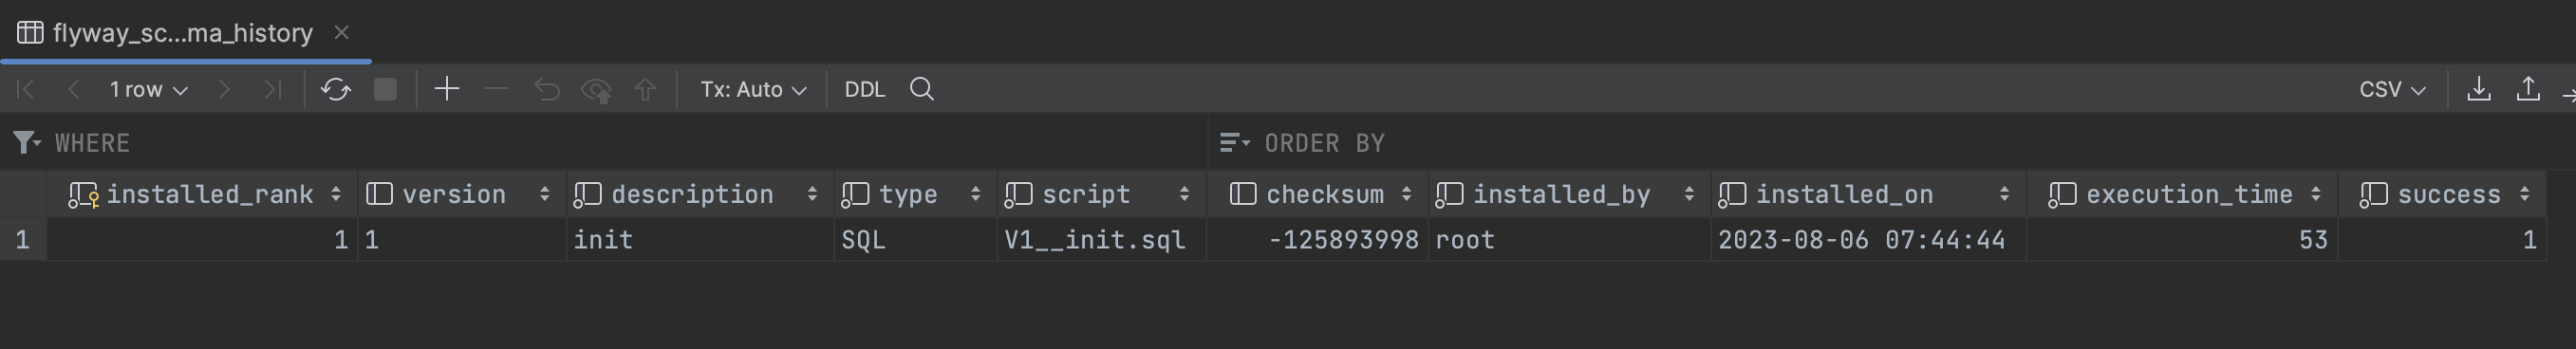 flyway_sc...ma_history
1 row Tx: Auto DDL CSV
WHERE ORDER BY
installed_rank version description type script checksum installed_by installed_on execution_time success
1 1 1 init SQL V1__init.sql -125893998 root 2023-08-06 07:44:44 53 1